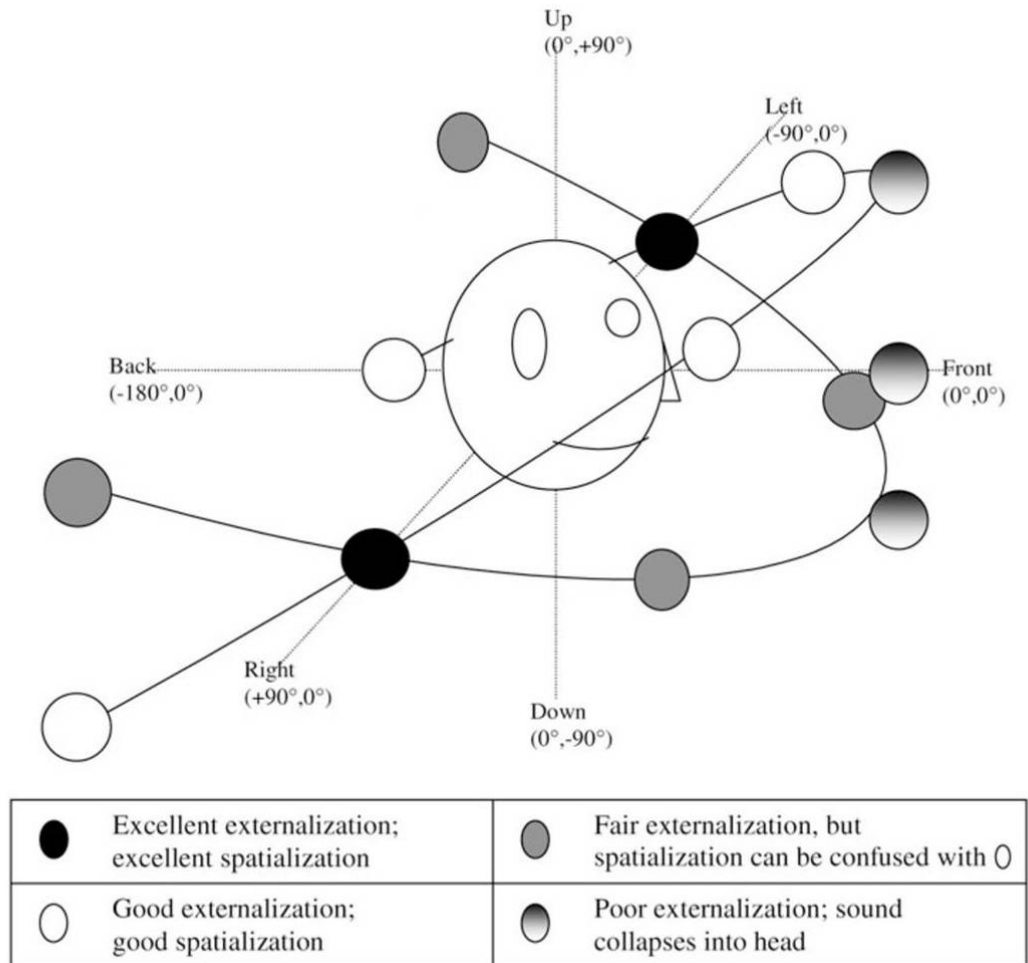 Up
(0°,+90°)
Left
(-90°,0°)
Back
(-180°,0°)
Front
(0°,0°)
Right
(+90°,0°)
Down
(0°,-90°)
Excellent externalization;
excellent spatialization
Fair externalization, but
spatialization can be confused with
Good externalization;
good spatialization
Poor externalization; sound
collapses into head